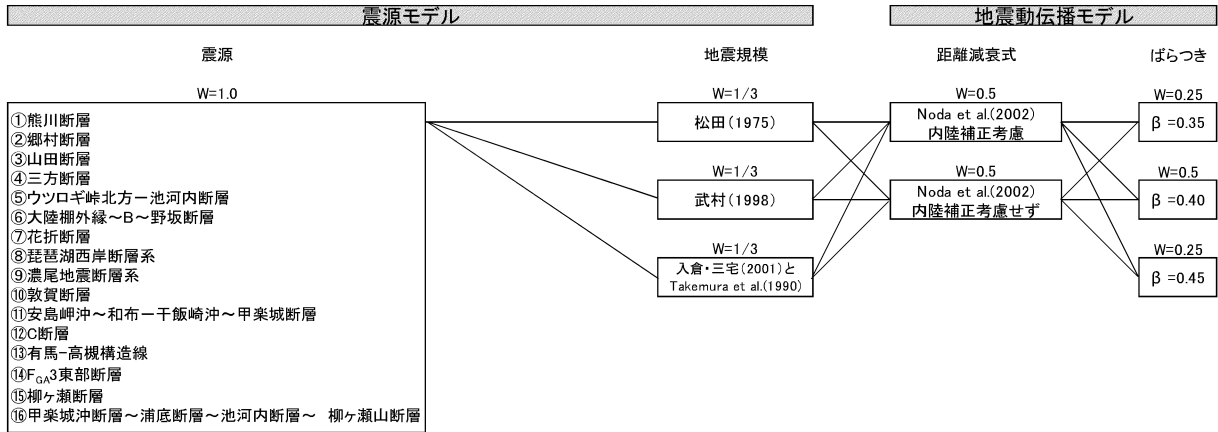 震源モデル
地震動伝播モデル
震源
地震規模
距離減衰式
ばらつき
W=1.0
①熊川断層
②郷村断層
③山田断層
④三方断層
⑤ウツロギ峠北方ー池河内断層
⑥大陸棚外縁~B~野坂断層
⑦花折断層
⑧琵琶湖西岸断層系
⑨濃尾地震断層系
⑩敦賀断層
⑪安島岬沖~和布ー干飯崎沖~甲楽城断層
⑫C断層
⑬有馬-高槻構造線
⑭FGA3東部断層
⑮柳ヶ瀬断層
⑯甲楽城沖断層~浦底断層~池河内断層~ 柳ヶ瀬山断層
W=1/3
松田(1975)
W=1/3
武村(1998)
W=1/3
入倉・三宅(2001)と
Takemura et al.(1990)
W=0.5
Noda et al.(2002)
内陸補正考慮
W=0.5
Noda et al.(2002)
内陸補正考慮せず
W=0.25
β=0.35
W=0.5
β=0.40
W=0.25
β=0.45